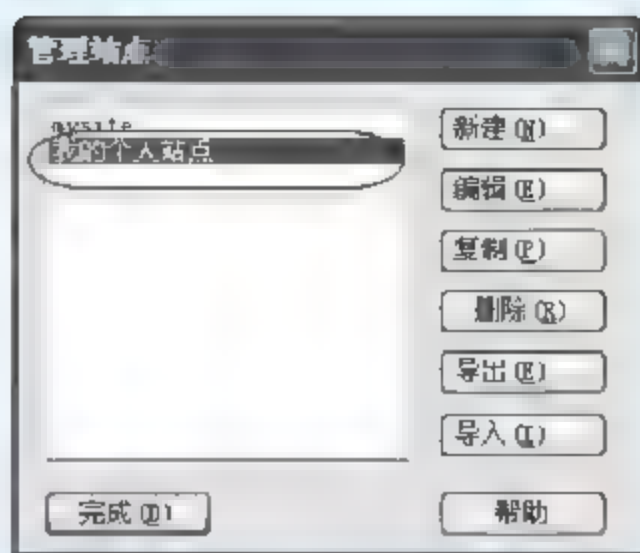 管理站点
mysite
我的个人站点
新建(N)
编辑(E)
复制(P)
删除(R)
导出(E)
导入(I)
完成(D)
帮助